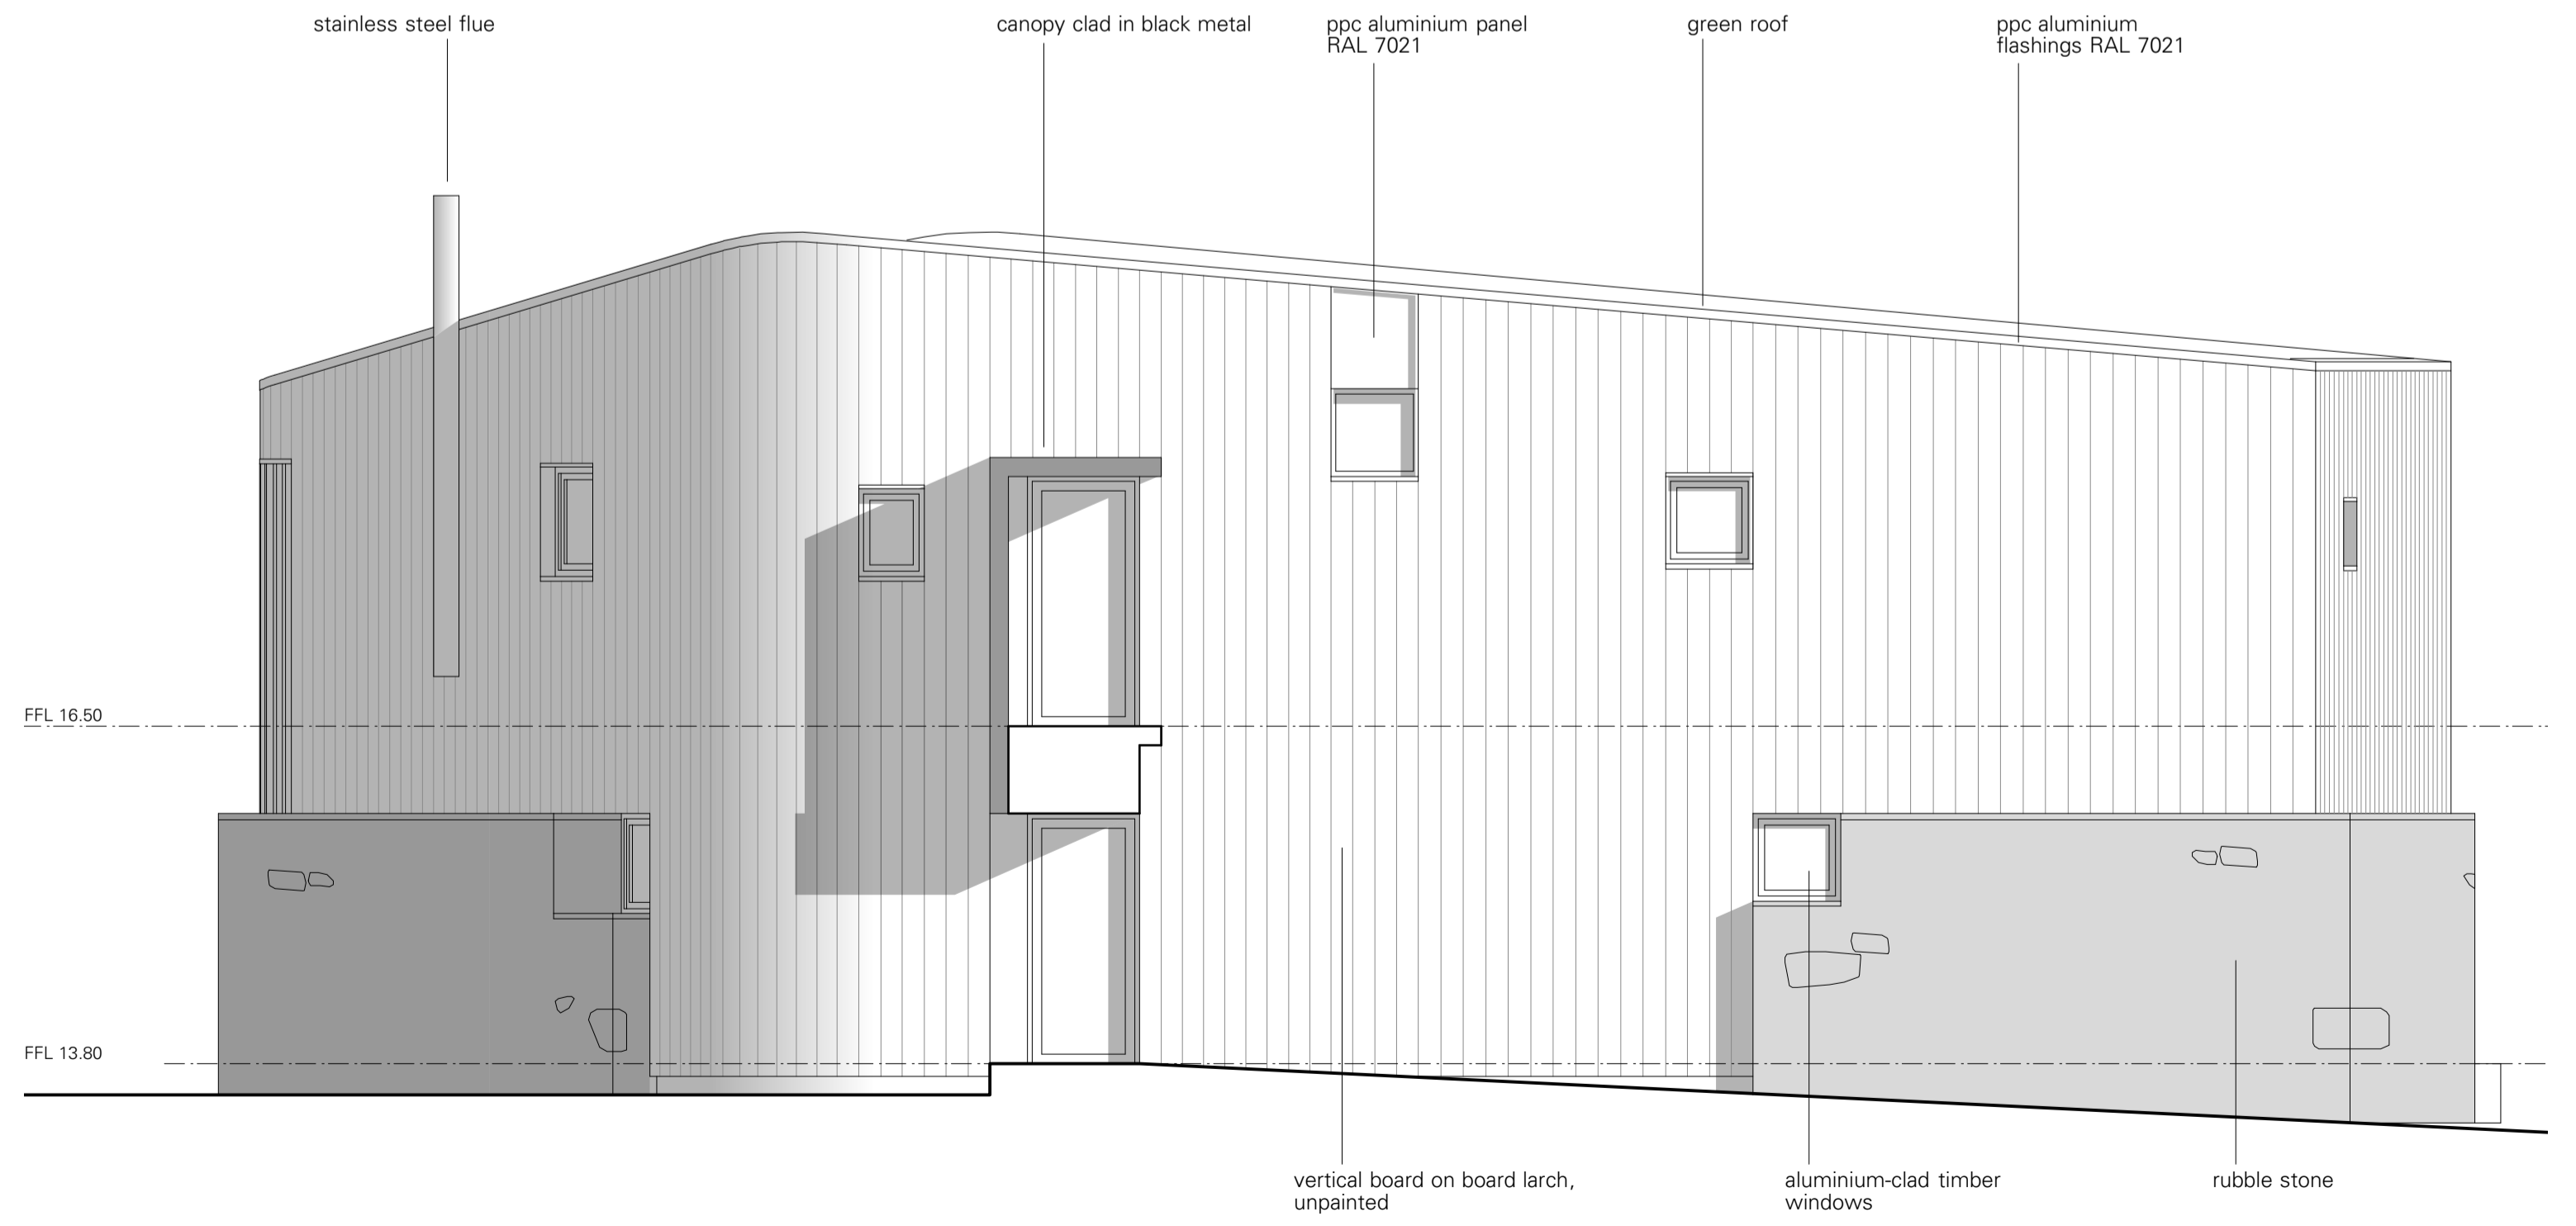 stainless steel flue
canopy clad in black metal
ppc aluminium panel
RAL 7021
green roof
ppc aluminium
flashings RAL 7021
FFL 16.50
FFL 13.80
vertical board on board larch,
unpainted
aluminium-clad timber
windows
rubble stone